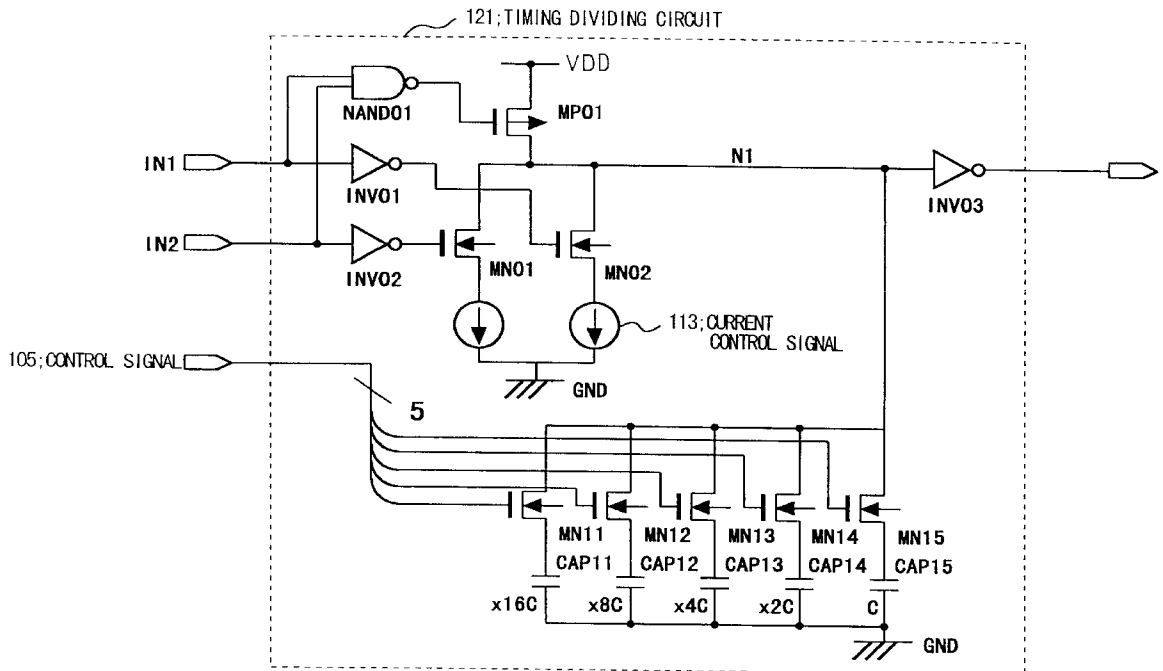 121;TIMING DIVIDING CIRCUIT
VDD
NAND01
MP01
IN1
INV01
N1
INV03
IN2
INV02
MN01
MN02
113;CURRENT
CONTROL SIGNAL
105;CONTROL SIGNAL
GND
5
MN11 MN12 MN13 MN14 MN15
CAP11 CAP12 CAP13 CAP14 CAP15
x16C x8C x4C x2C C
GND